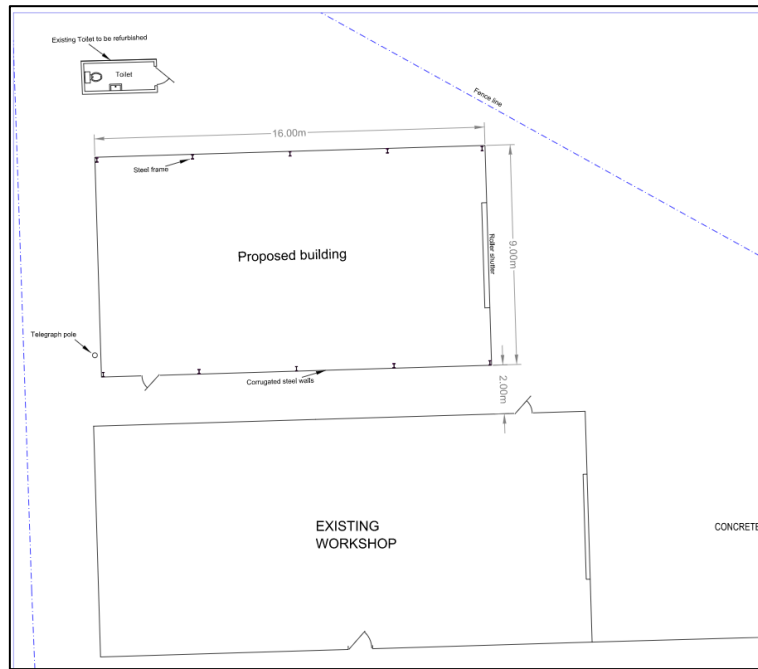 Existing Toilet to be refurbished
Toilet
Fence line
16.00m
Steel frame
Proposed building
Roller shutter
9.00m
Telegraph pole
Corrugated steel walls
2.00m
EXISTING
WORKSHOP
CONCRETE